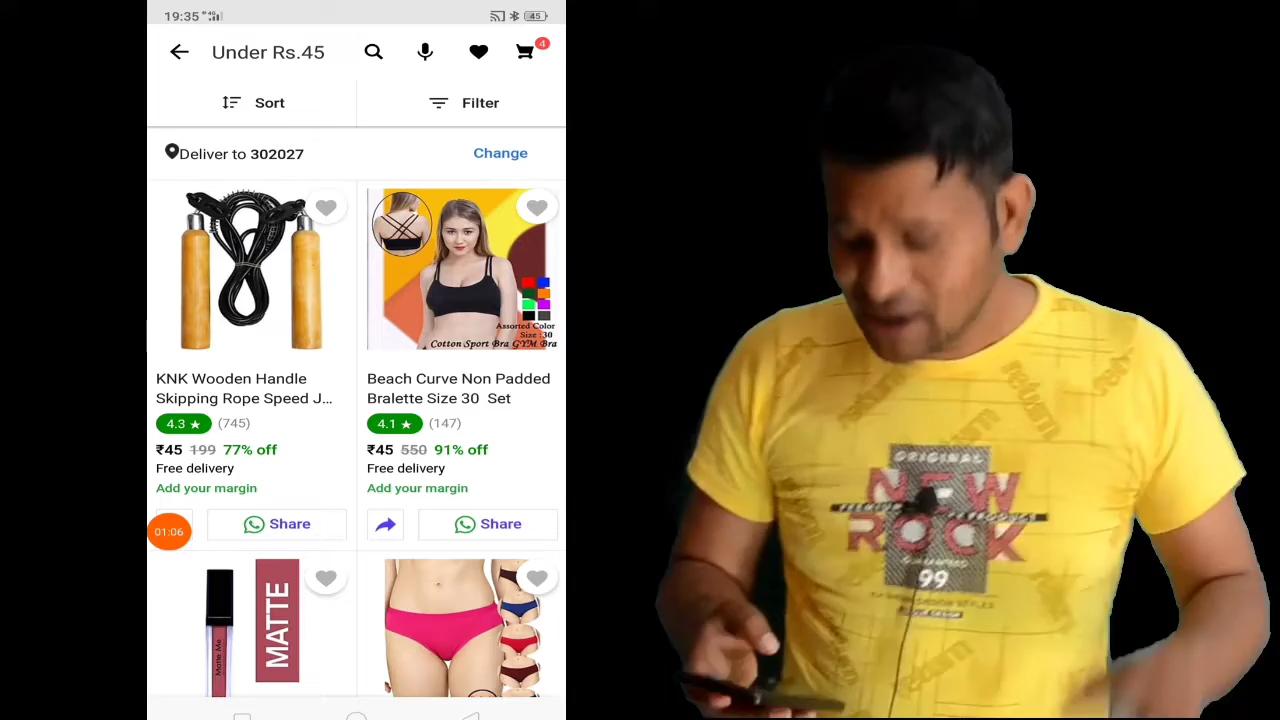 19:35 4G 45
Under Rs.45
4
Sort
Filter
Deliver to 302027
Change
Assorted Color
Size :30
Cotton Sport Bra GYM Bra
KNK Wooden Handle
Skipping Rope Speed J...
4.3 ★ (745)
₹45 199 77% off
Free delivery
Add your margin
Share
Beach Curve Non Padded
Bralette Size 30 Set
4.1 ★ (147)
₹45 550 91% off
Free delivery
Add your margin
Share
01:06
MATTE
Matte Me
ORIGINAL
NEW
ROCK
99